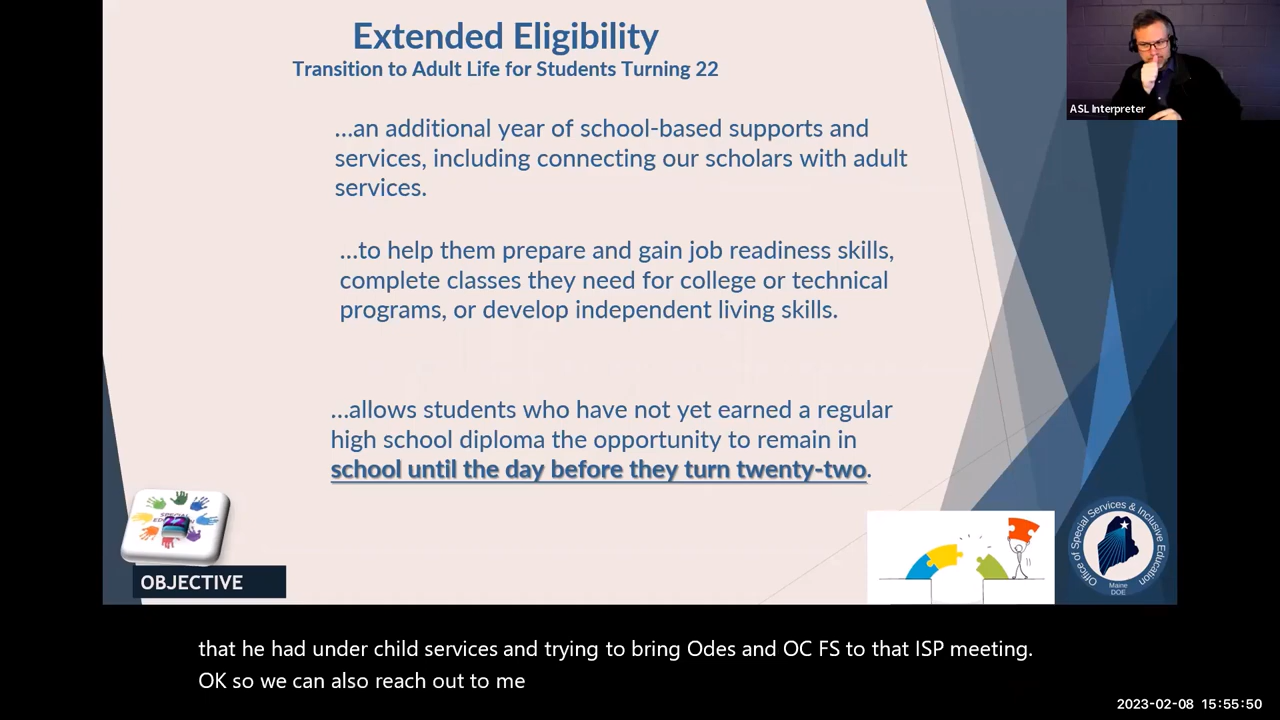 Extended Eligibility
Transition to Adult Life for Students Turning 22
ASL Interpreter
...an additional year of school-based supports and
services, including connecting our scholars with adult
services.
...to help them prepare and gain job readiness skills,
complete classes they need for college or technical
programs, or develop independent living skills.
...allows students who have not yet earned a regular
high school diploma the opportunity to remain in
school until the day before they turn twenty-two.
22
OBJECTIVE
Office of Special Services & Inclusive Education
Maine
DOE
that he had under child services and trying to bring Odes and OC FS to that ISP meeting.
OK so we can also reach out to me
2023-02-08 15:55:50